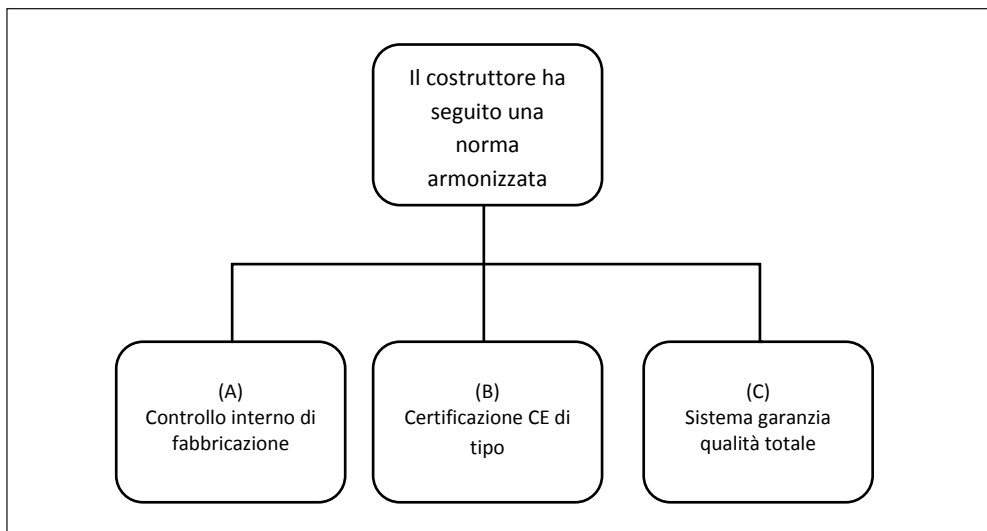 Il costruttore ha
seguito una
norma
armonizzata
(A)
Controllo interno di
fabbricazione
(B)
Certificazione CE di
tipo
(C)
Sistema garanzia
qualità totale